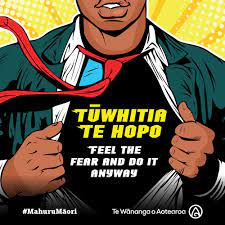 TŪWHITIA
TE HOPO
FEEL THE
FEAR AND DO IT
ANYWAY
#MahuruMāori
Te Wānanga o Aotearoa